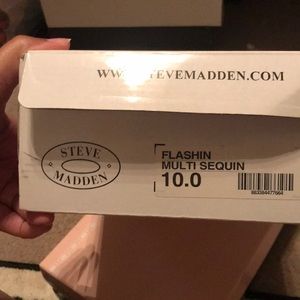 WWW.STEVEMADDEN.COM
STEVE
MADDEN
FLASHIN
MULTI SEQUIN
10.0